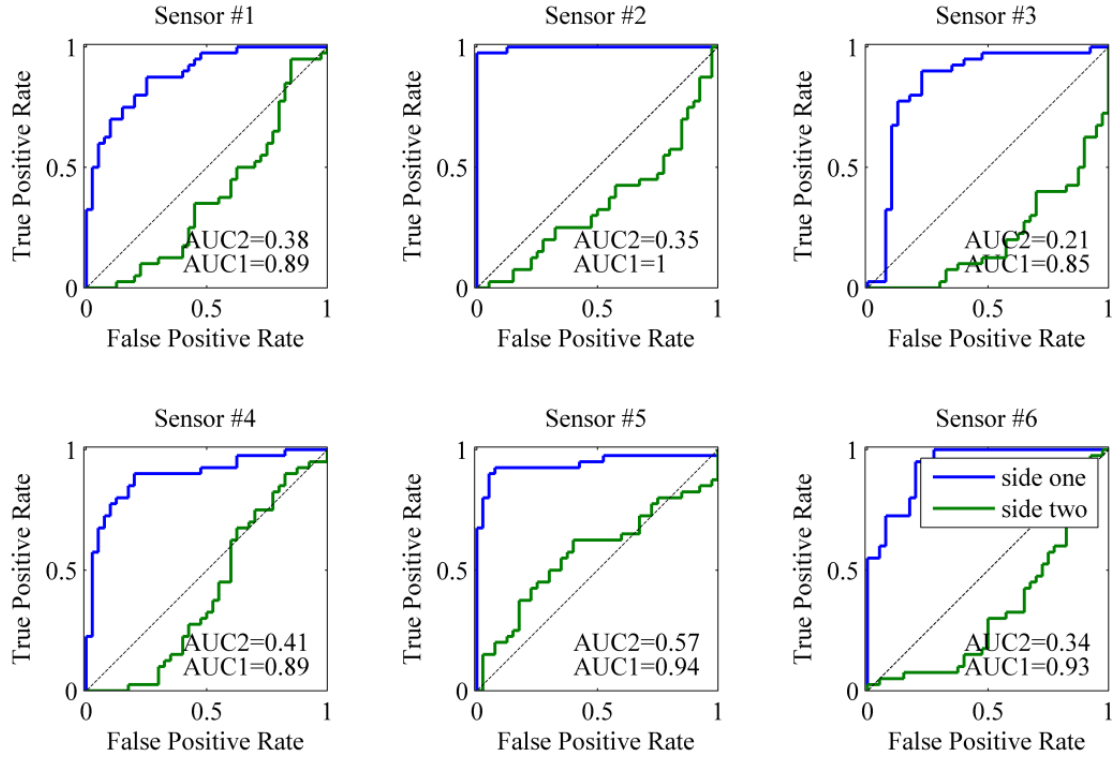 Sensor #1
1
0.5
0
True Positive Rate
AUC2=0.38
AUC1=0.89
0
0.5
1
False Positive Rate
Sensor #2
1
0.5
0
True Positive Rate
AUC2=0.35
AUC1=1
0
0.5
1
False Positive Rate
Sensor #3
1
0.5
0
True Positive Rate
AUC2=0.21
AUC1=0.85
0
0.5
1
False Positive Rate
Sensor #4
1
0.5
0
True Positive Rate
AUC2=0.41
AUC1=0.89
0
0.5
1
False Positive Rate
Sensor #5
1
0.5
0
True Positive Rate
AUC2=0.57
AUC1=0.94
0
0.5
1
False Positive Rate
Sensor #6
1
0.5
0
True Positive Rate
side one
side two
AUC2=0.34
AUC1=0.93
0
0.5
1
False Positive Rate